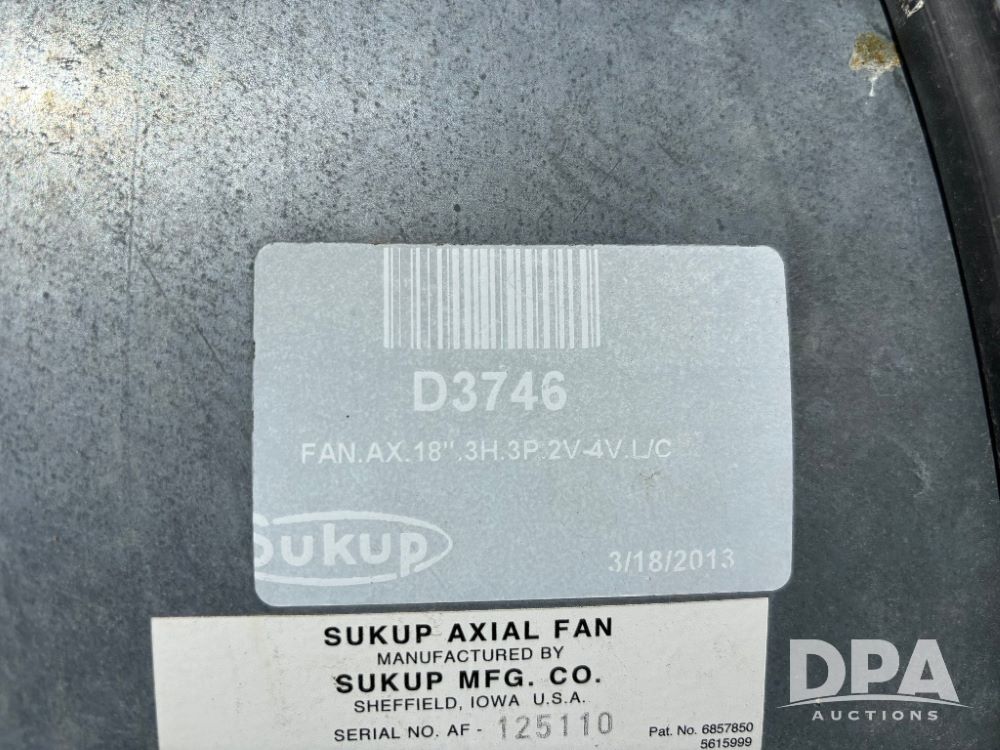 D3746
FAN.AX.18".3H.3P.2V-4V.L/C
Sukup
3/18/2013
SUKUP AXIAL FAN
MANUFACTURED BY
SUKUP MFG. CO.
SHEFFIELD, IOWA U.S.A.
SERIAL NO. AF - 125110
Pat. No. 6857850
5615999
DPA
AUCTIONS